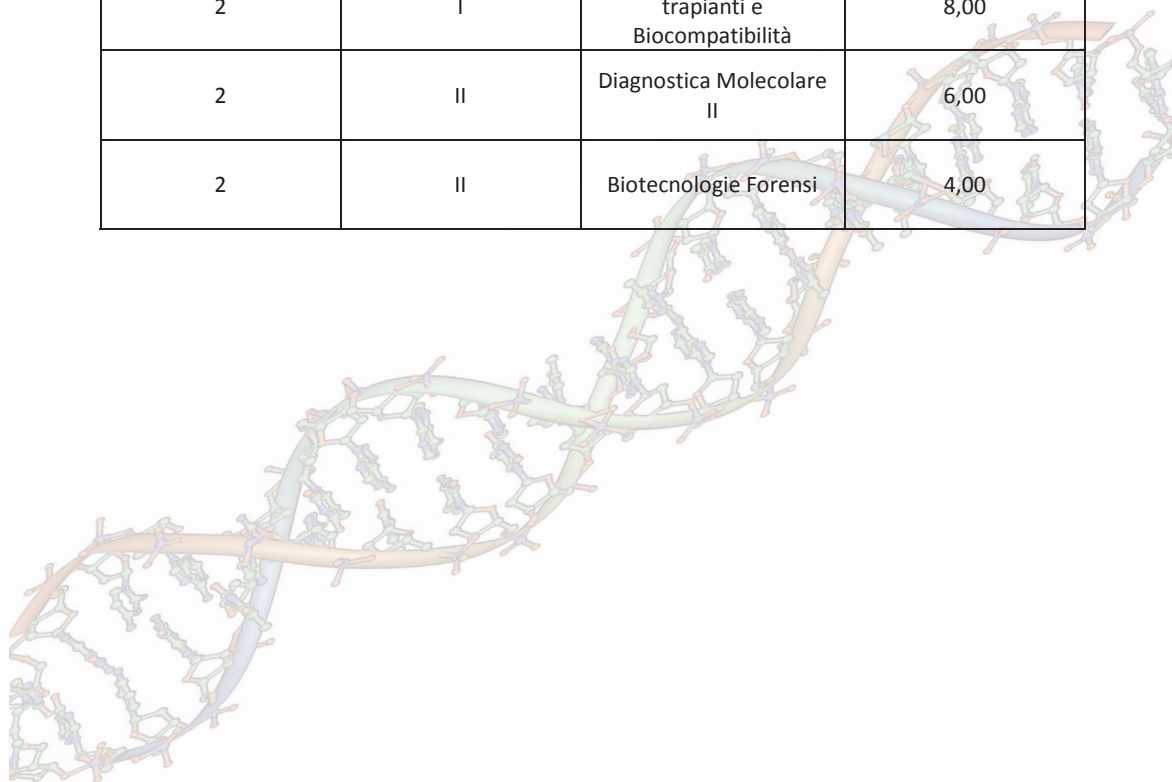 2 I trapianti e 8,00
Biocompatibilità
2 II Diagnostica Molecolare 6,00
II
2 II Biotecnologie Forensi 4,00